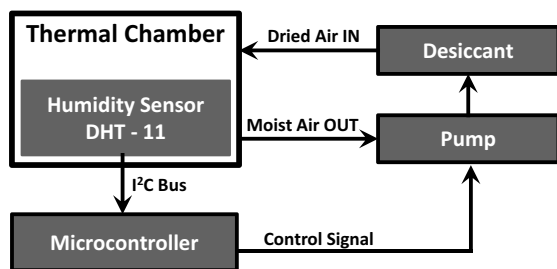 Thermal Chamber
Dried Air IN
Desiccant
Humidity Sensor
DHT - 11
Moist Air OUT
Pump
I²C Bus
Microcontroller
Control Signal